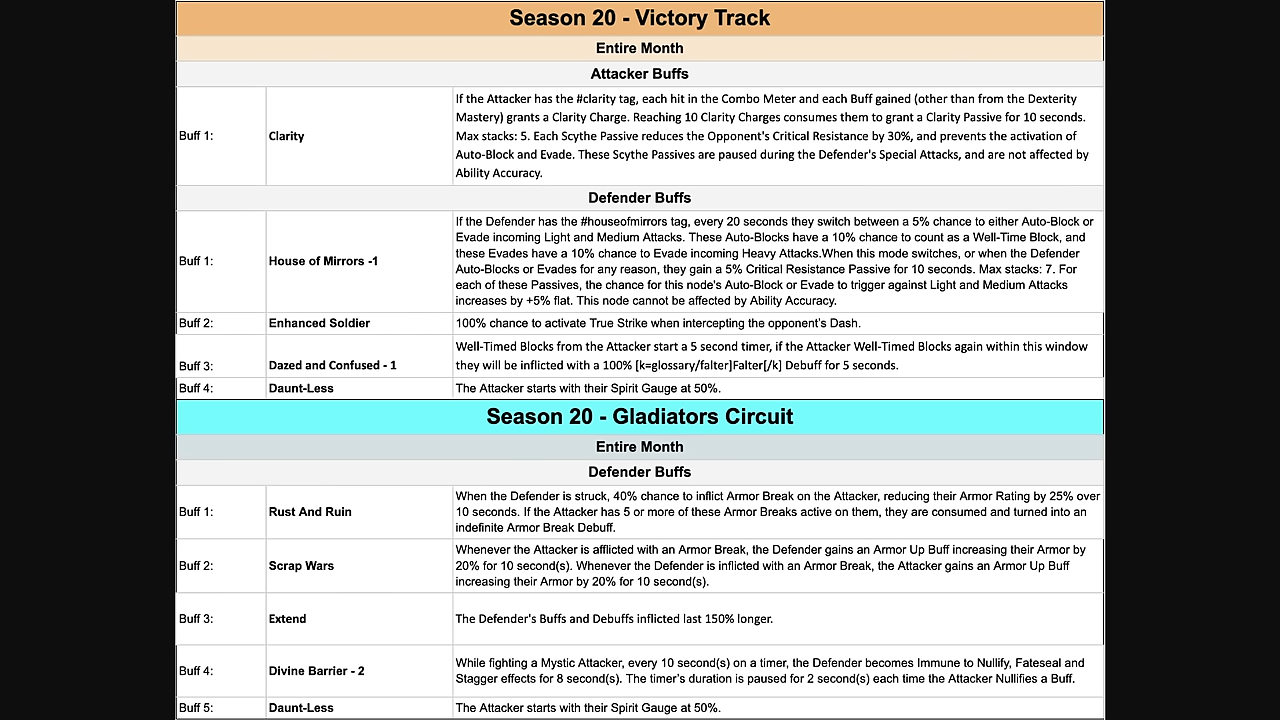 Season 20 - Victory Track
Entire Month
Attacker Buffs
Buff 1:
Clarity
If the Attacker has the #clarity tag, each hit in the Combo Meter and each Buff gained (other than from the Dexterity
Mastery) grants a Clarity Charge. Reaching 10 Clarity Charges consumes them to grant a Clarity Passive for 10 seconds.
Max stacks: 5. Each Scythe Passive reduces the Opponent's Critical Resistance by 30%, and prevents the activation of
Auto-Block and Evade. These Scythe Passives are paused during the Defender's Special Attacks, and are not affected by
Ability Accuracy.
Defender Buffs
Buff 1:
House of Mirrors -1
If the Defender has the #houseofmirrors tag, every 20 seconds they switch between a 5% chance to either Auto-Block or
Evade incoming Light and Medium Attacks. These Auto-Blocks have a 10% chance to count as a Well-Time Block, and
these Evades have a 10% chance to Evade incoming Heavy Attacks.When this mode switches, or when the Defender
Auto-Blocks or Evades for any reason, they gain a 5% Critical Resistance Passive for 10 seconds. Max stacks: 7. For
each of these Passives, the chance for this node's Auto-Block or Evade to trigger against Light and Medium Attacks
increases by +5% flat. This node cannot be affected by Ability Accuracy.
Buff 2:
Enhanced Soldier
100% chance to activate True Strike when intercepting the opponent's Dash.
Buff 3:
Dazed and Confused - 1
Well-Timed Blocks from the Attacker start a 5 second timer, if the Attacker Well-Timed Blocks again within this window
they will be inflicted with a 100% [k=glossary/falter]Falter[/k] Debuff for 5 seconds.
Buff 4:
Daunt-Less
The Attacker starts with their Spirit Gauge at 50%.
Season 20 - Gladiators Circuit
Entire Month
Defender Buffs
Buff 1:
Rust And Ruin
When the Defender is struck, 40% chance to inflict Armor Break on the Attacker, reducing their Armor Rating by 25% over
10 seconds. If the Attacker has 5 or more of these Armor Breaks active on them, they are consumed and turned into an
indefinite Armor Break Debuff.
Buff 2:
Scrap Wars
Whenever the Attacker is afflicted with an Armor Break, the Defender gains an Armor Up Buff increasing their Armor by
20% for 10 second(s). Whenever the Defender is inflicted with an Armor Break, the Attacker gains an Armor Up Buff
increasing their Armor by 20% for 10 second(s).
Buff 3:
Extend
The Defender's Buffs and Debuffs inflicted last 150% longer.
Buff 4:
Divine Barrier - 2
While fighting a Mystic Attacker, every 10 second(s) on a timer, the Defender becomes Immune to Nullify, Fateseal and
Stagger effects for 8 second(s). The timer's duration is paused for 2 second(s) each time the Attacker Nullifies a Buff.
Buff 5:
Daunt-Less
The Attacker starts with their Spirit Gauge at 50%.